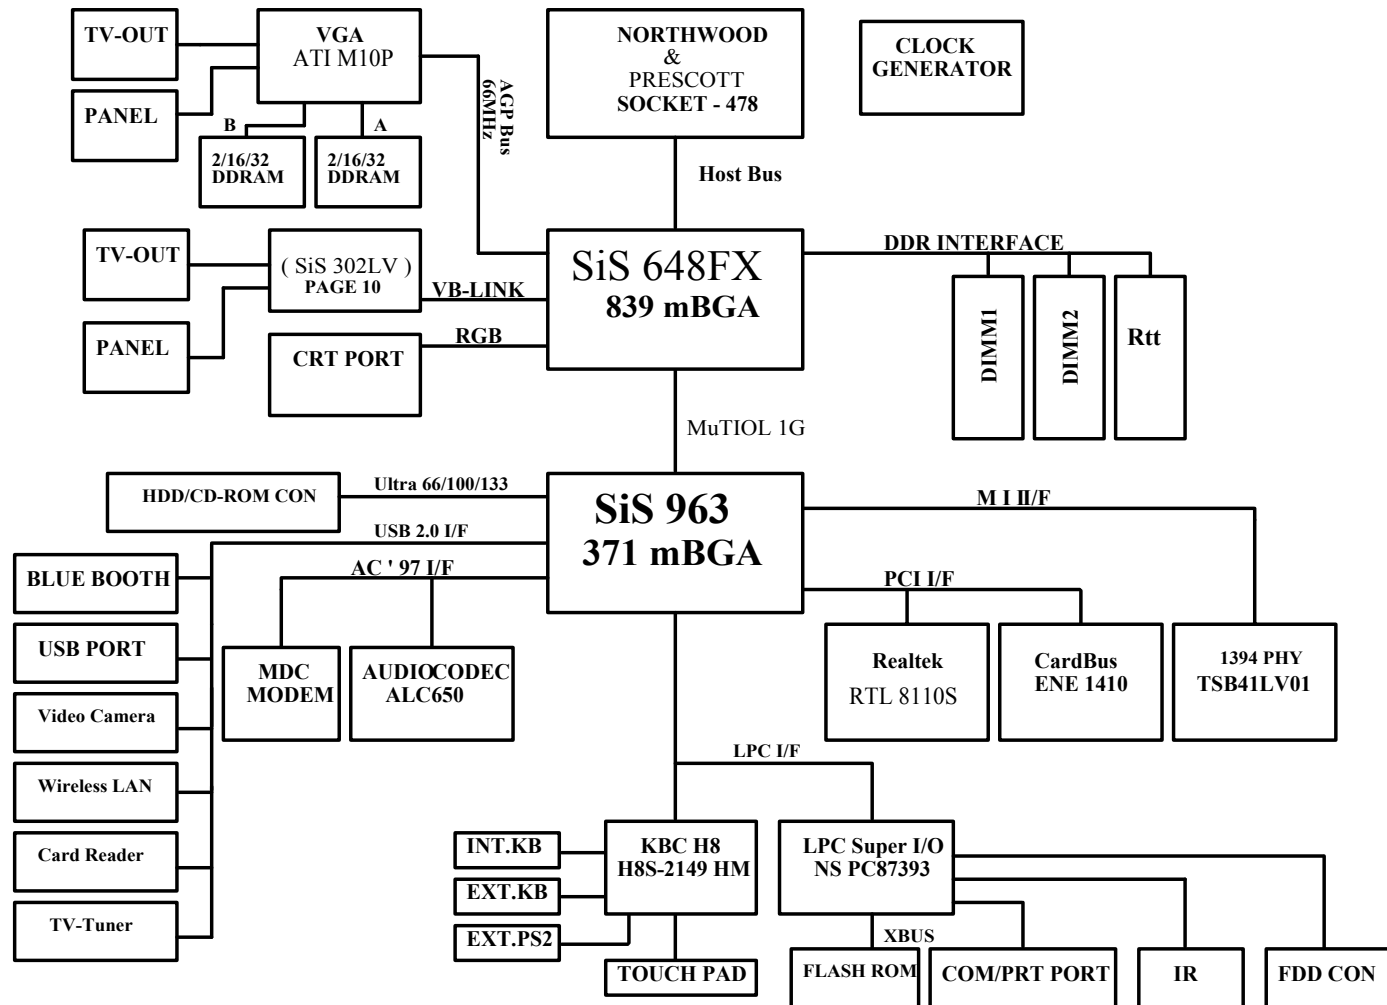 TV-OUT
VGA
ATI M10P
NORTHWOOD
&
PRESCOTT
SOCKET - 478
CLOCK
GENERATOR
PANEL
AGP Bus
66MHz
B
A
2/16/32
DDRAM
2/16/32
DDRAM
Host Bus
TV-OUT
( SiS 302LV )
PAGE 10
VB-LINK
SiS 648FX
839 mBGA
DDR INTERFACE
DIMM1
DIMM2
Rtt
PANEL
CRT PORT
RGB
MuTIOL 1G
HDD/CD-ROM CON
Ultra 66/100/133
SiS 963
371 mBGA
M I II/F
USB 2.0 I/F
AC ' 97 I/F
PCI I/F
BLUE BOOTH
USB PORT
Video Camera
Wireless LAN
Card Reader
TV-Tuner
MDC
MODEM
AUDIOCODEC
ALC650
Realtek
RTL 8110S
CardBus
ENE 1410
1394 PHY
TSB41LV01
LPC I/F
INT.KB
EXT.KB
EXT.PS2
KBC H8
H8S-2149 HM
TOUCH PAD
LPC Super I/O
NS PC87393
XBUS
FLASH ROM
COM/PRT PORT
IR
FDD CON